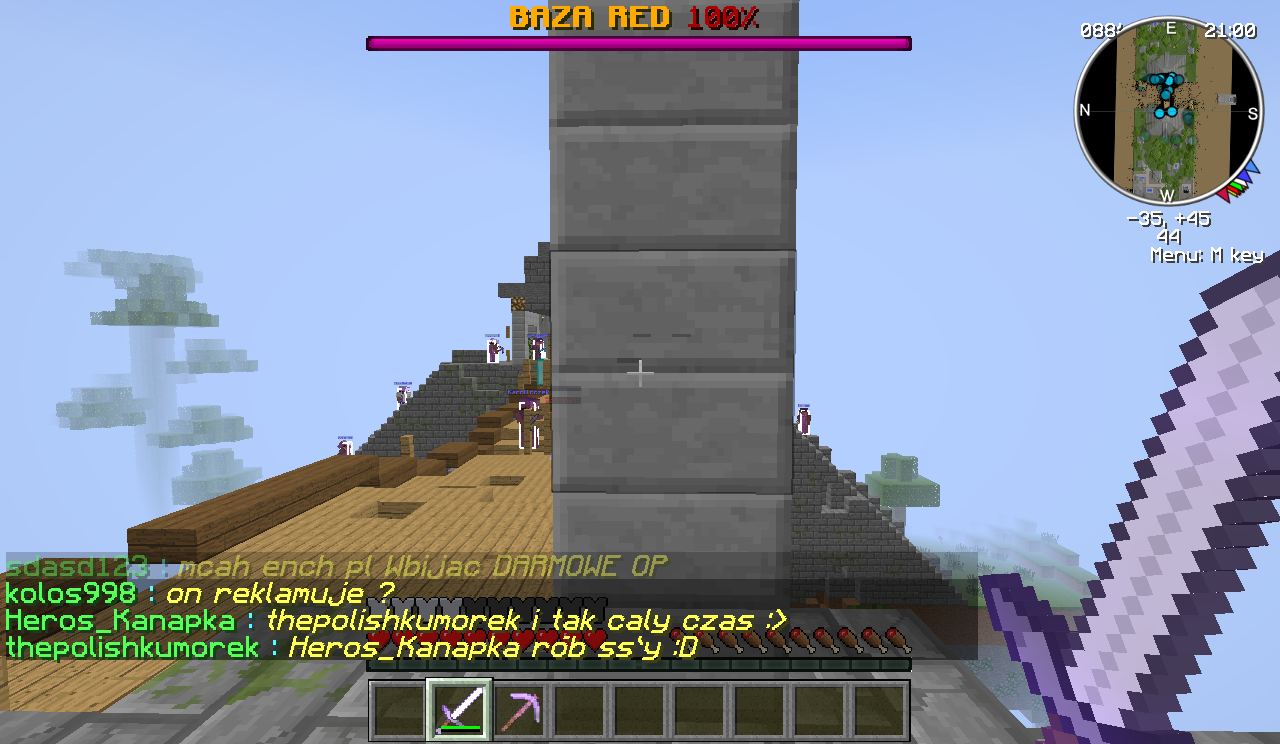 BAZA RED 100%
21:00
E
N
S
W
-35, +45
44
Menu: M key
sdasd123 : mcah ench pl Wbijac DARMOWE OP
kolos998 : on reklamuje ?
Heros_Kanapka : thepolishkumorek i tak caly czas :>
thepolishkumorek : Heros_Kanapka rób ss'y :D